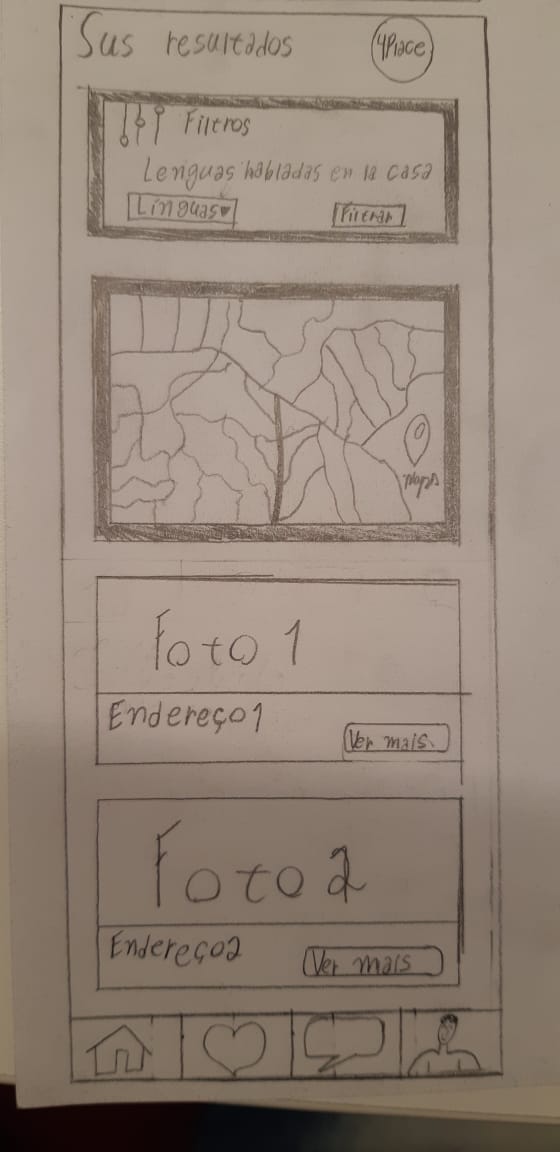 Sus resultados
4Place
Filtros
Lenguas habladas en la casa
Línguas
Filtrar
Maps
Foto 1
Endereço1
Ver mais
Foto 2
Endereço2
Ver mais